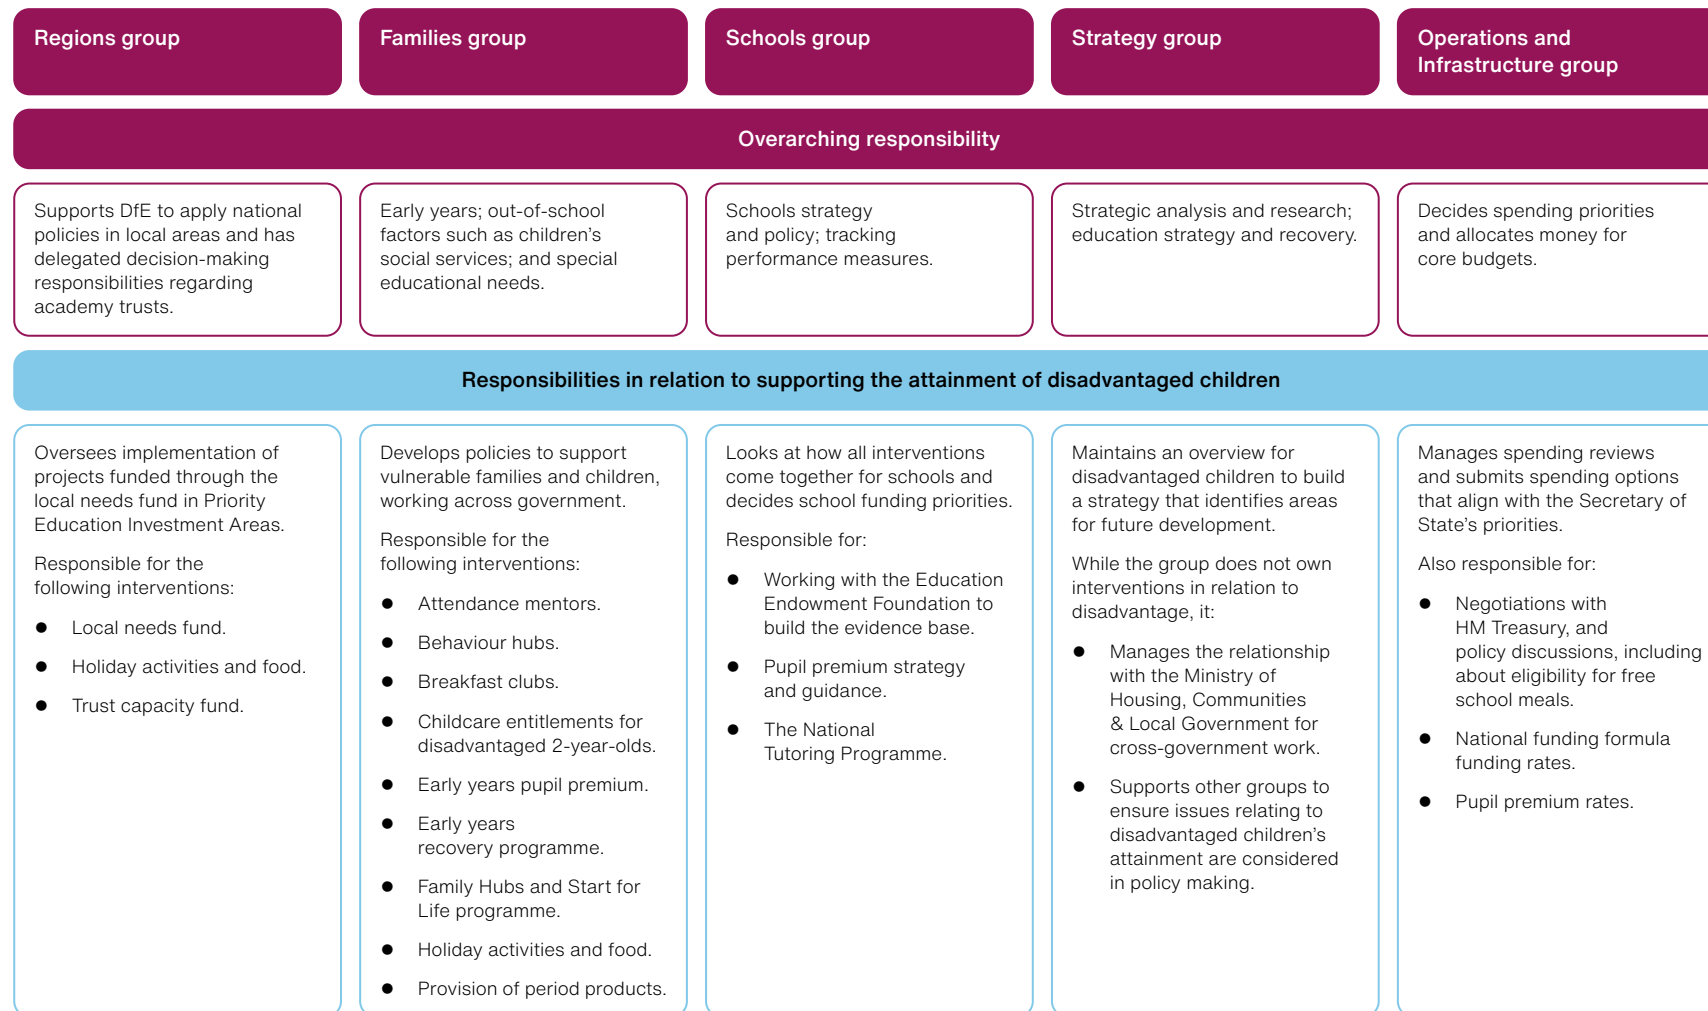 Regions group
Families group
Schools group
Strategy group
Operations and
Infrastructure group
Overarching responsibility
Supports DfE to apply national
policies in local areas and has
delegated decision-making
responsibilities regarding
academy trusts.
Early years; out-of-school
factors such as children’s
social services; and special
educational needs.
Schools strategy
and policy; tracking
performance measures.
Strategic analysis and research;
education strategy and recovery.
Decides spending priorities
and allocates money for
core budgets.
Responsibilities in relation to supporting the attainment of disadvantaged children
Oversees implementation of
projects funded through the
local needs fund in Priority
Education Investment Areas.
Responsible for the
following interventions:
● Local needs fund.
● Holiday activities and food.
● Trust capacity fund.
Develops policies to support
vulnerable families and children,
working across government.
Responsible for the
following interventions:
● Attendance mentors.
● Behaviour hubs.
● Breakfast clubs.
● Childcare entitlements for
disadvantaged 2-year-olds.
● Early years pupil premium.
● Early years
recovery programme.
● Family Hubs and Start for
Life programme.
● Holiday activities and food.
● Provision of period products.
Looks at how all interventions
come together for schools and
decides school funding priorities.
Responsible for:
● Working with the Education
Endowment Foundation to
build the evidence base.
● Pupil premium strategy
and guidance.
● The National
Tutoring Programme.
Maintains an overview for
disadvantaged children to build
a strategy that identifies areas
for future development.
While the group does not own
interventions in relation to
disadvantage, it:
● Manages the relationship
with the Ministry of
Housing, Communities
& Local Government for
cross-government work.
● Supports other groups to
ensure issues relating to
disadvantaged children’s
attainment are considered
in policy making.
Manages spending reviews
and submits spending options
that align with the Secretary of
State’s priorities.
Also responsible for:
● Negotiations with
HM Treasury, and
policy discussions, including
about eligibility for free
school meals.
● National funding formula
funding rates.
● Pupil premium rates.